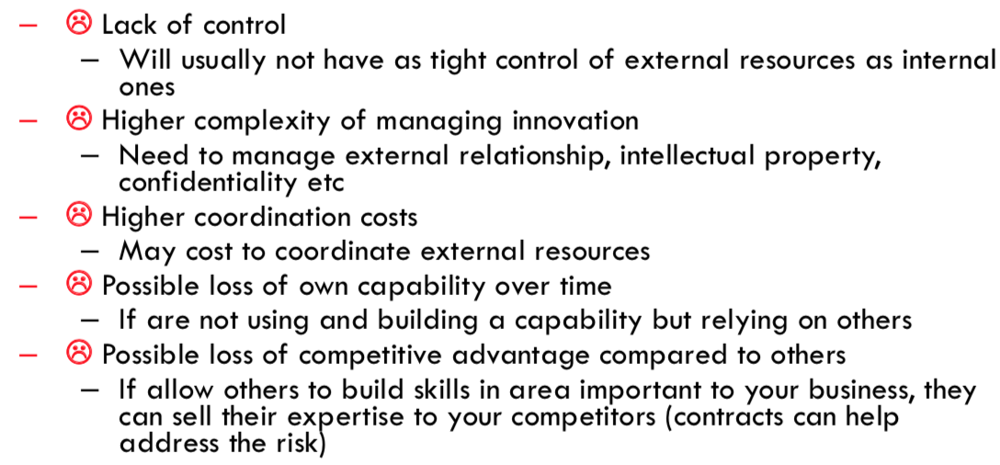 – ☹ Lack of control
– Will usually not have as tight control of external resources as internal
ones
– ☹ Higher complexity of managing innovation
– Need to manage external relationship, intellectual property,
confidentiality etc
– ☹ Higher coordination costs
– May cost to coordinate external resources
– ☹ Possible loss of own capability over time
– If are not using and building a capability but relying on others
– ☹ Possible loss of competitive advantage compared to others
– If allow others to build skills in area important to your business, they
can sell their expertise to your competitors (contracts can help
address the risk)